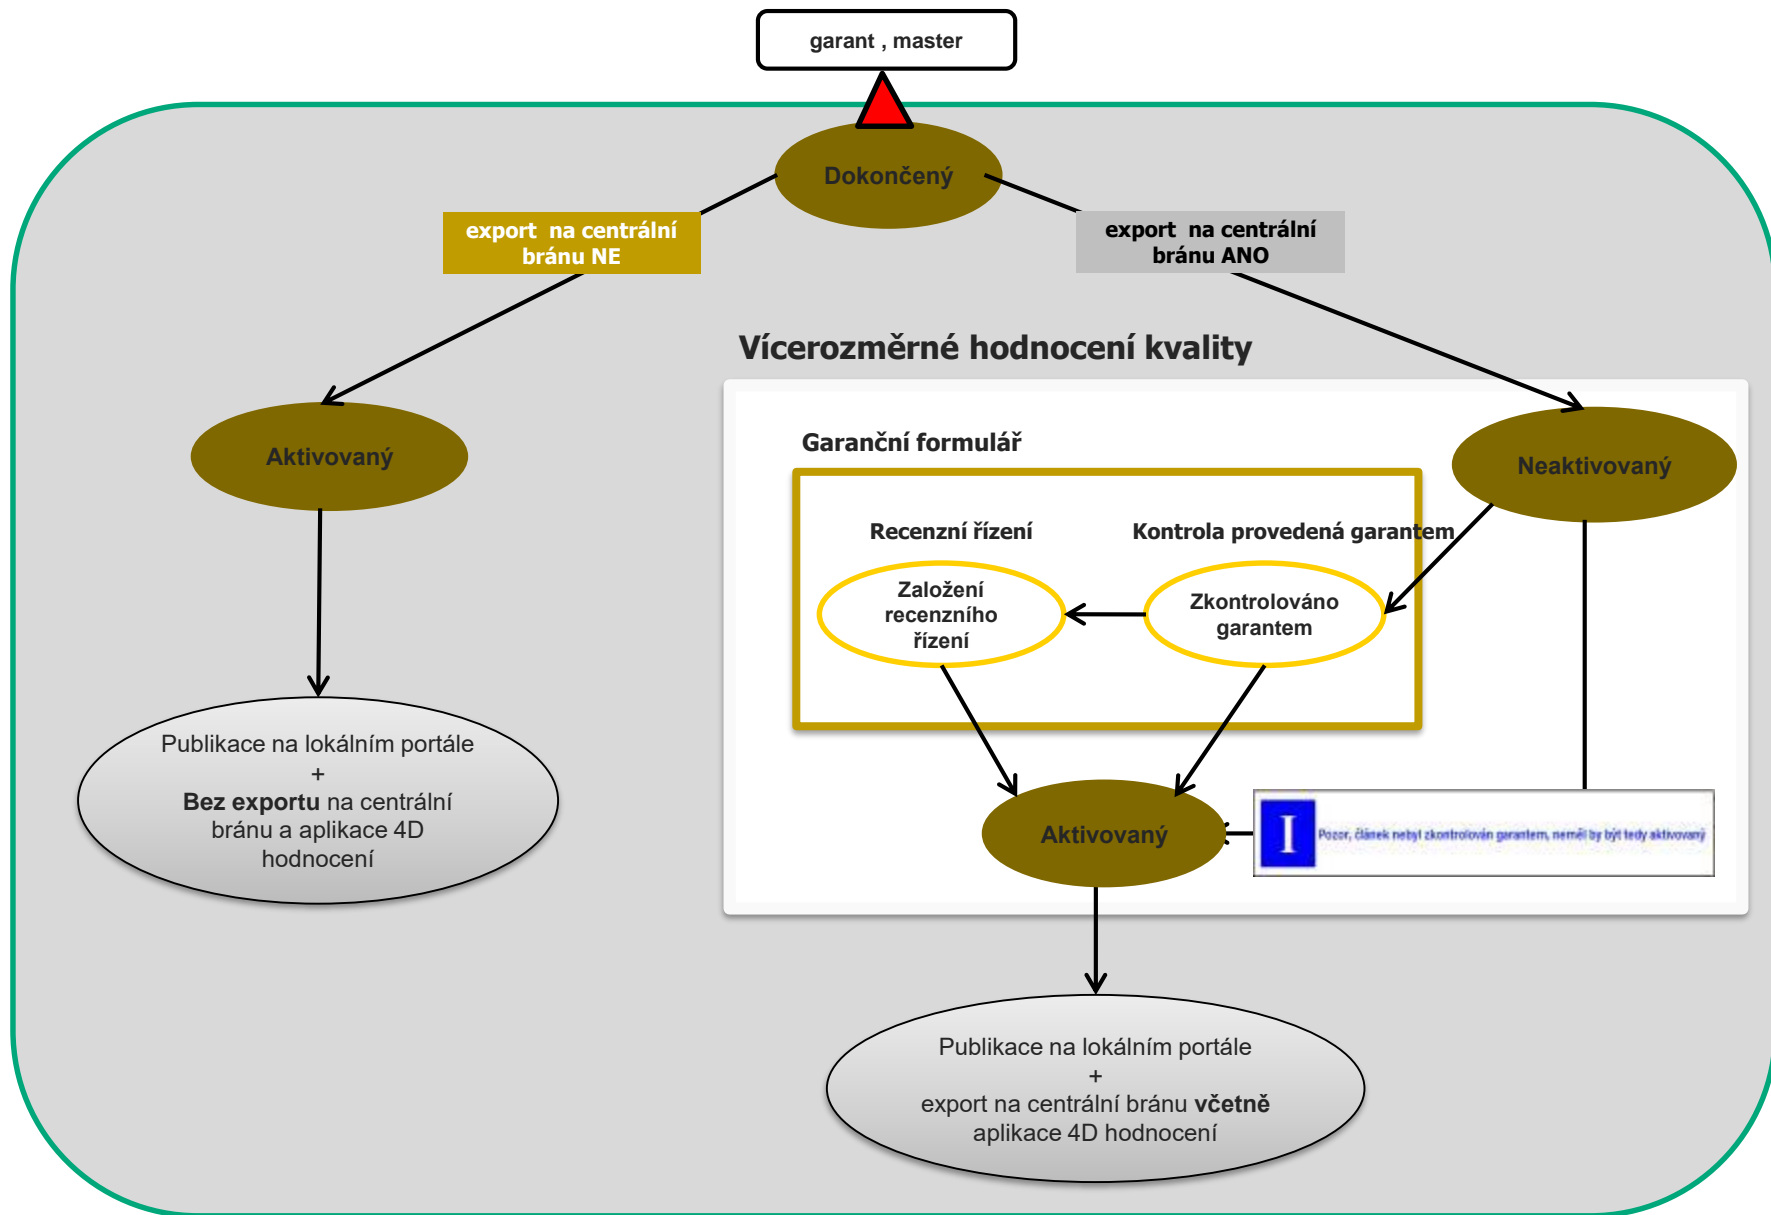 garant , master
Dokončený
export na centrální
bránu NE
export na centrální
bránu ANO
Vícerozměrné hodnocení kvality
Aktivovaný
Garanční formulář
Neaktivovaný
Recenzní řízení
Kontrola provedená garantem
Založení
recenzního
řízení
Zkontrolováno
garantem
Publikace na lokálním portále
+
Bez exportu na centrální
bránu a aplikace 4D
hodnocení
Aktivovaný
I
Pozor, článek nebyl zkontrolován garantem, neměl by být tedy aktivovaný
Publikace na lokálním portále
+
export na centrální bránu včetně
aplikace 4D hodnocení